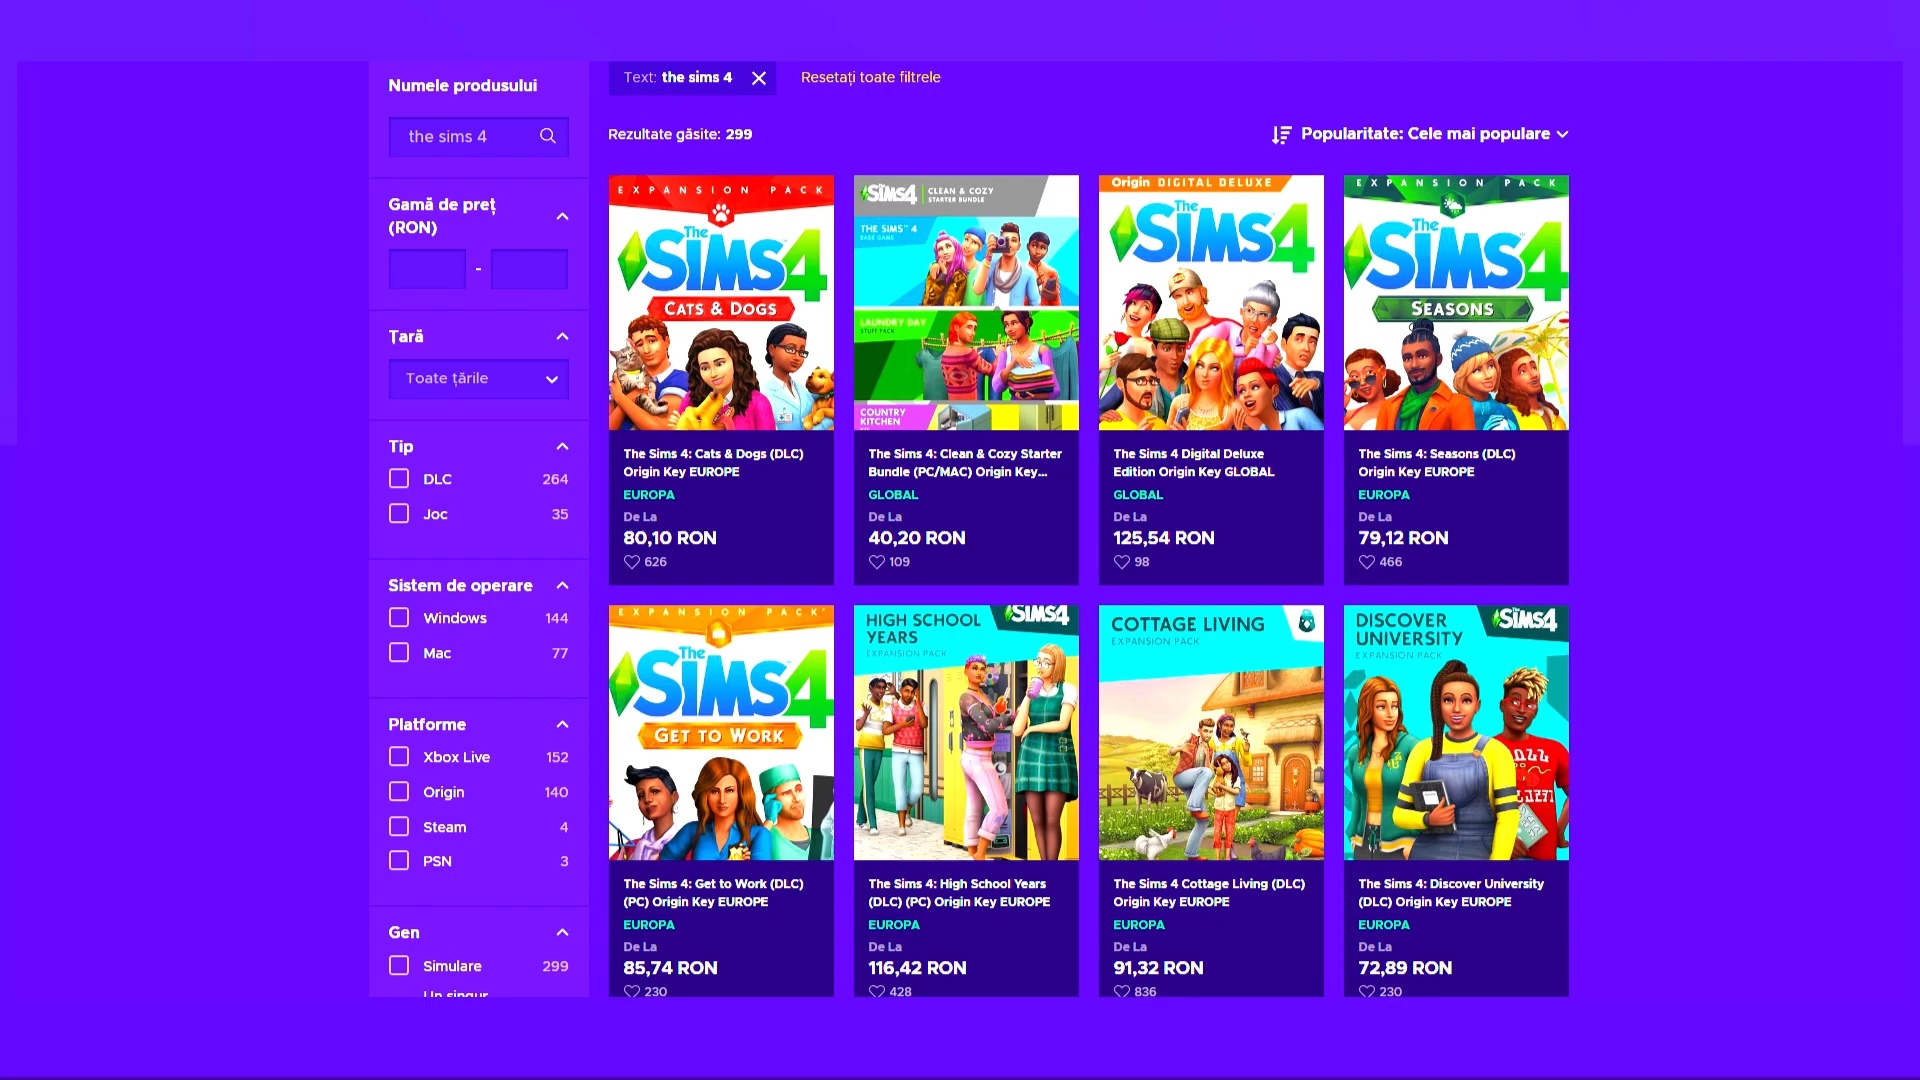 Numele produsului
the sims 4
Gamă de preț
(RON)
-
Țară
Toate țările
Tip
DLC 264
Joc 35
Sistem de operare
Windows 144
Mac 77
Platforme
Xbox Live 152
Origin 140
Steam 4
PSN 3
Gen
Simulare 299
Un singur
Text: the sims 4
Resetați toate filtrele
Rezultate găsite: 299
Popularitate: Cele mai populare
EXPANSION PACK
The SIMS 4
CATS & DOGS
The Sims 4: Cats & Dogs (DLC)
Origin Key EUROPE
EUROPA
De La
80,10 RON
626
The SIMS 4
CLEAN & COZY
STARTER BUNDLE
THE SIMS™ 4
BASE GAME
LAUNDRY DAY
STUFF PACK
COUNTRY
KITCHEN
The Sims 4: Clean & Cozy Starter
Bundle (PC/MAC) Origin Key...
GLOBAL
De La
40,20 RON
109
Origin DIGITAL DELUXE
The SIMS 4
The Sims 4 Digital Deluxe
Edition Origin Key GLOBAL
GLOBAL
De La
125,54 RON
98
EXPANSION PACK
The SIMS 4
SEASONS
The Sims 4: Seasons (DLC)
Origin Key EUROPE
EUROPA
De La
79,12 RON
466
EXPANSION PACK
The SIMS 4
GET TO WORK
The Sims 4: Get to Work (DLC)
(PC) Origin Key EUROPE
EUROPA
De La
85,74 RON
230
HIGH SCHOOL
YEARS
EXPANSION PACK
The SIMS 4
The Sims 4: High School Years
(DLC) (PC) Origin Key EUROPE
EUROPA
De La
116,42 RON
428
COTTAGE LIVING
EXPANSION PACK
The Sims 4 Cottage Living (DLC)
Origin Key EUROPE
EUROPA
De La
91,32 RON
836
DISCOVER
UNIVERSITY
EXPANSION PACK
The SIMS 4
The Sims 4: Discover University
(DLC) Origin Key EUROPE
EUROPA
De La
72,89 RON
230